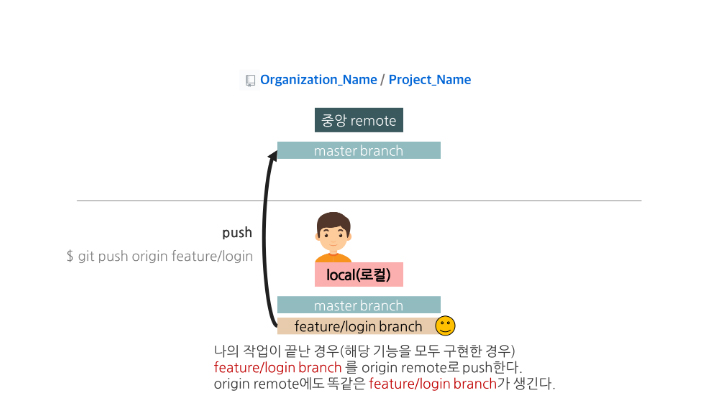 Organization_Name / Project_Name
중앙 remote
master branch
push
$ git push origin feature/login
local(로컬)
master branch
feature/login branch
나의 작업이 끝난 경우(해당 기능을 모두 구현한 경우)
feature/login branch 를 origin remote로 push한다.
origin remote에도 똑같은 feature/login branch가 생긴다.